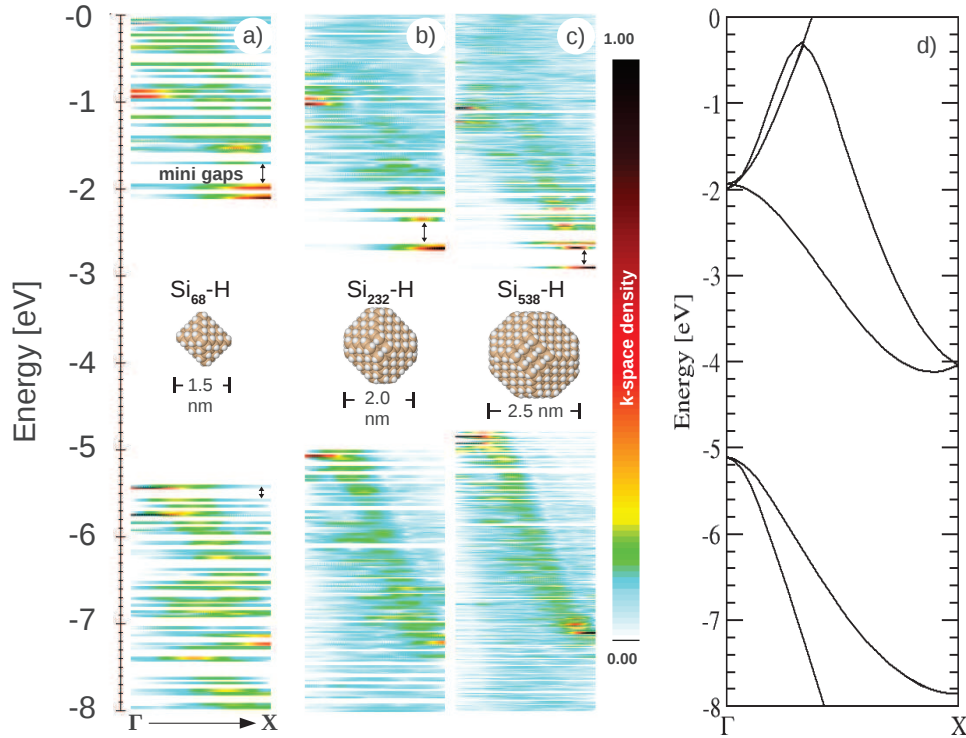 a)
b)
c)
d)
Energy [eV]
-0
-1
-2
-3
-4
-5
-6
-7
-8
mini gaps
Si68-H
Si232-H
Si538-H
1.5
nm
2.0
nm
2.5 nm
Γ
X
1.00
k-space density
0.00
Energy [eV]
0
-1
-2
-3
-4
-5
-6
-7
-8
Γ
X